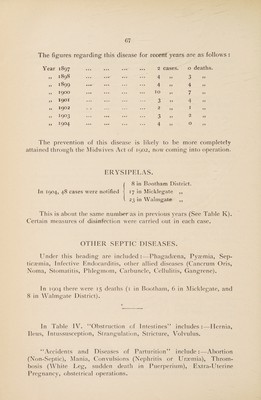 67
The figures regarding this disease for recent years are as follows :
Year 1897 ... ... ... ... ... 2 cases. 0 deaths.
,, 1898 ... ... ... ... ... 4 ,, 3 ,,
,, 1899 ... ... ... ... ... 4 ,, 4 ,,
,, 1900 ... ... ... ... ... 10 ,, 7 ,,
,, 1901 ... ... ... ... ... 3 ,, 4 ,,
,, 1902 ... ... ... ... ... 2 ,, 1 ,,
,, 1903 ... ... ... ... ... 3 ,, 2 ,,
,, 1904 ... ... ... ... ... 4 ,, 0 ,,
The prevention of this disease is likely to be more completely
attained through the Midwives Act of 1902, now coming into operation.
ERYSIPELAS.
8 in Bootham District.
In 1904, 48 cases were notified 17 in Micklegate ,,
23 in Walmgate ,,
This is about the same number as in previous years (See Table K).
Certain measures of disinfection were carried out in each case.
OTHER SEPTIC DISEASES.
Under this heading are included :—Phagadœna, Pyæmia, Sep-
ticæmia, Infective Endocarditis, other allied diseases (Cancrum Oris,
Noma, Stomatitis, Phlegmom, Carbuncle, Cellulitis, Gangrene).
In 1904 there were 15 deaths (1 in Bootham, 6 in Micklegate, and
8 in Walmgate District).
In Table IV. "Obstruction of Intestines" includes :—Hernia,
Ileus, Intussusception, Strangulation, Stricture, Volvulus.
"Accidents and Diseases of Parturition" include :—Abortion
(Non-Septic), Mania, Convulsions (Nephritis or Uræmia), Throm-
bosis (White Leg, sudden death in Puerperium), Extra-Uterine
Pregnancy, obstetrical operations.